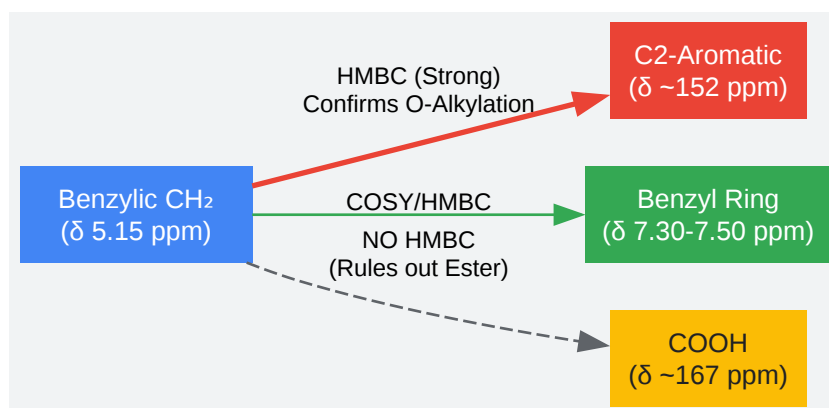 C2-Aromatic
(δ ~152 ppm)
HMBC (Strong)
Confirms O-Alkylation
Benzylic CH₂
(δ 5.15 ppm)
COSY/HMBC
Benzyl Ring
(δ 7.30-7.50 ppm)
NO HMBC
(Rules out Ester)
COOH
(δ ~167 ppm)